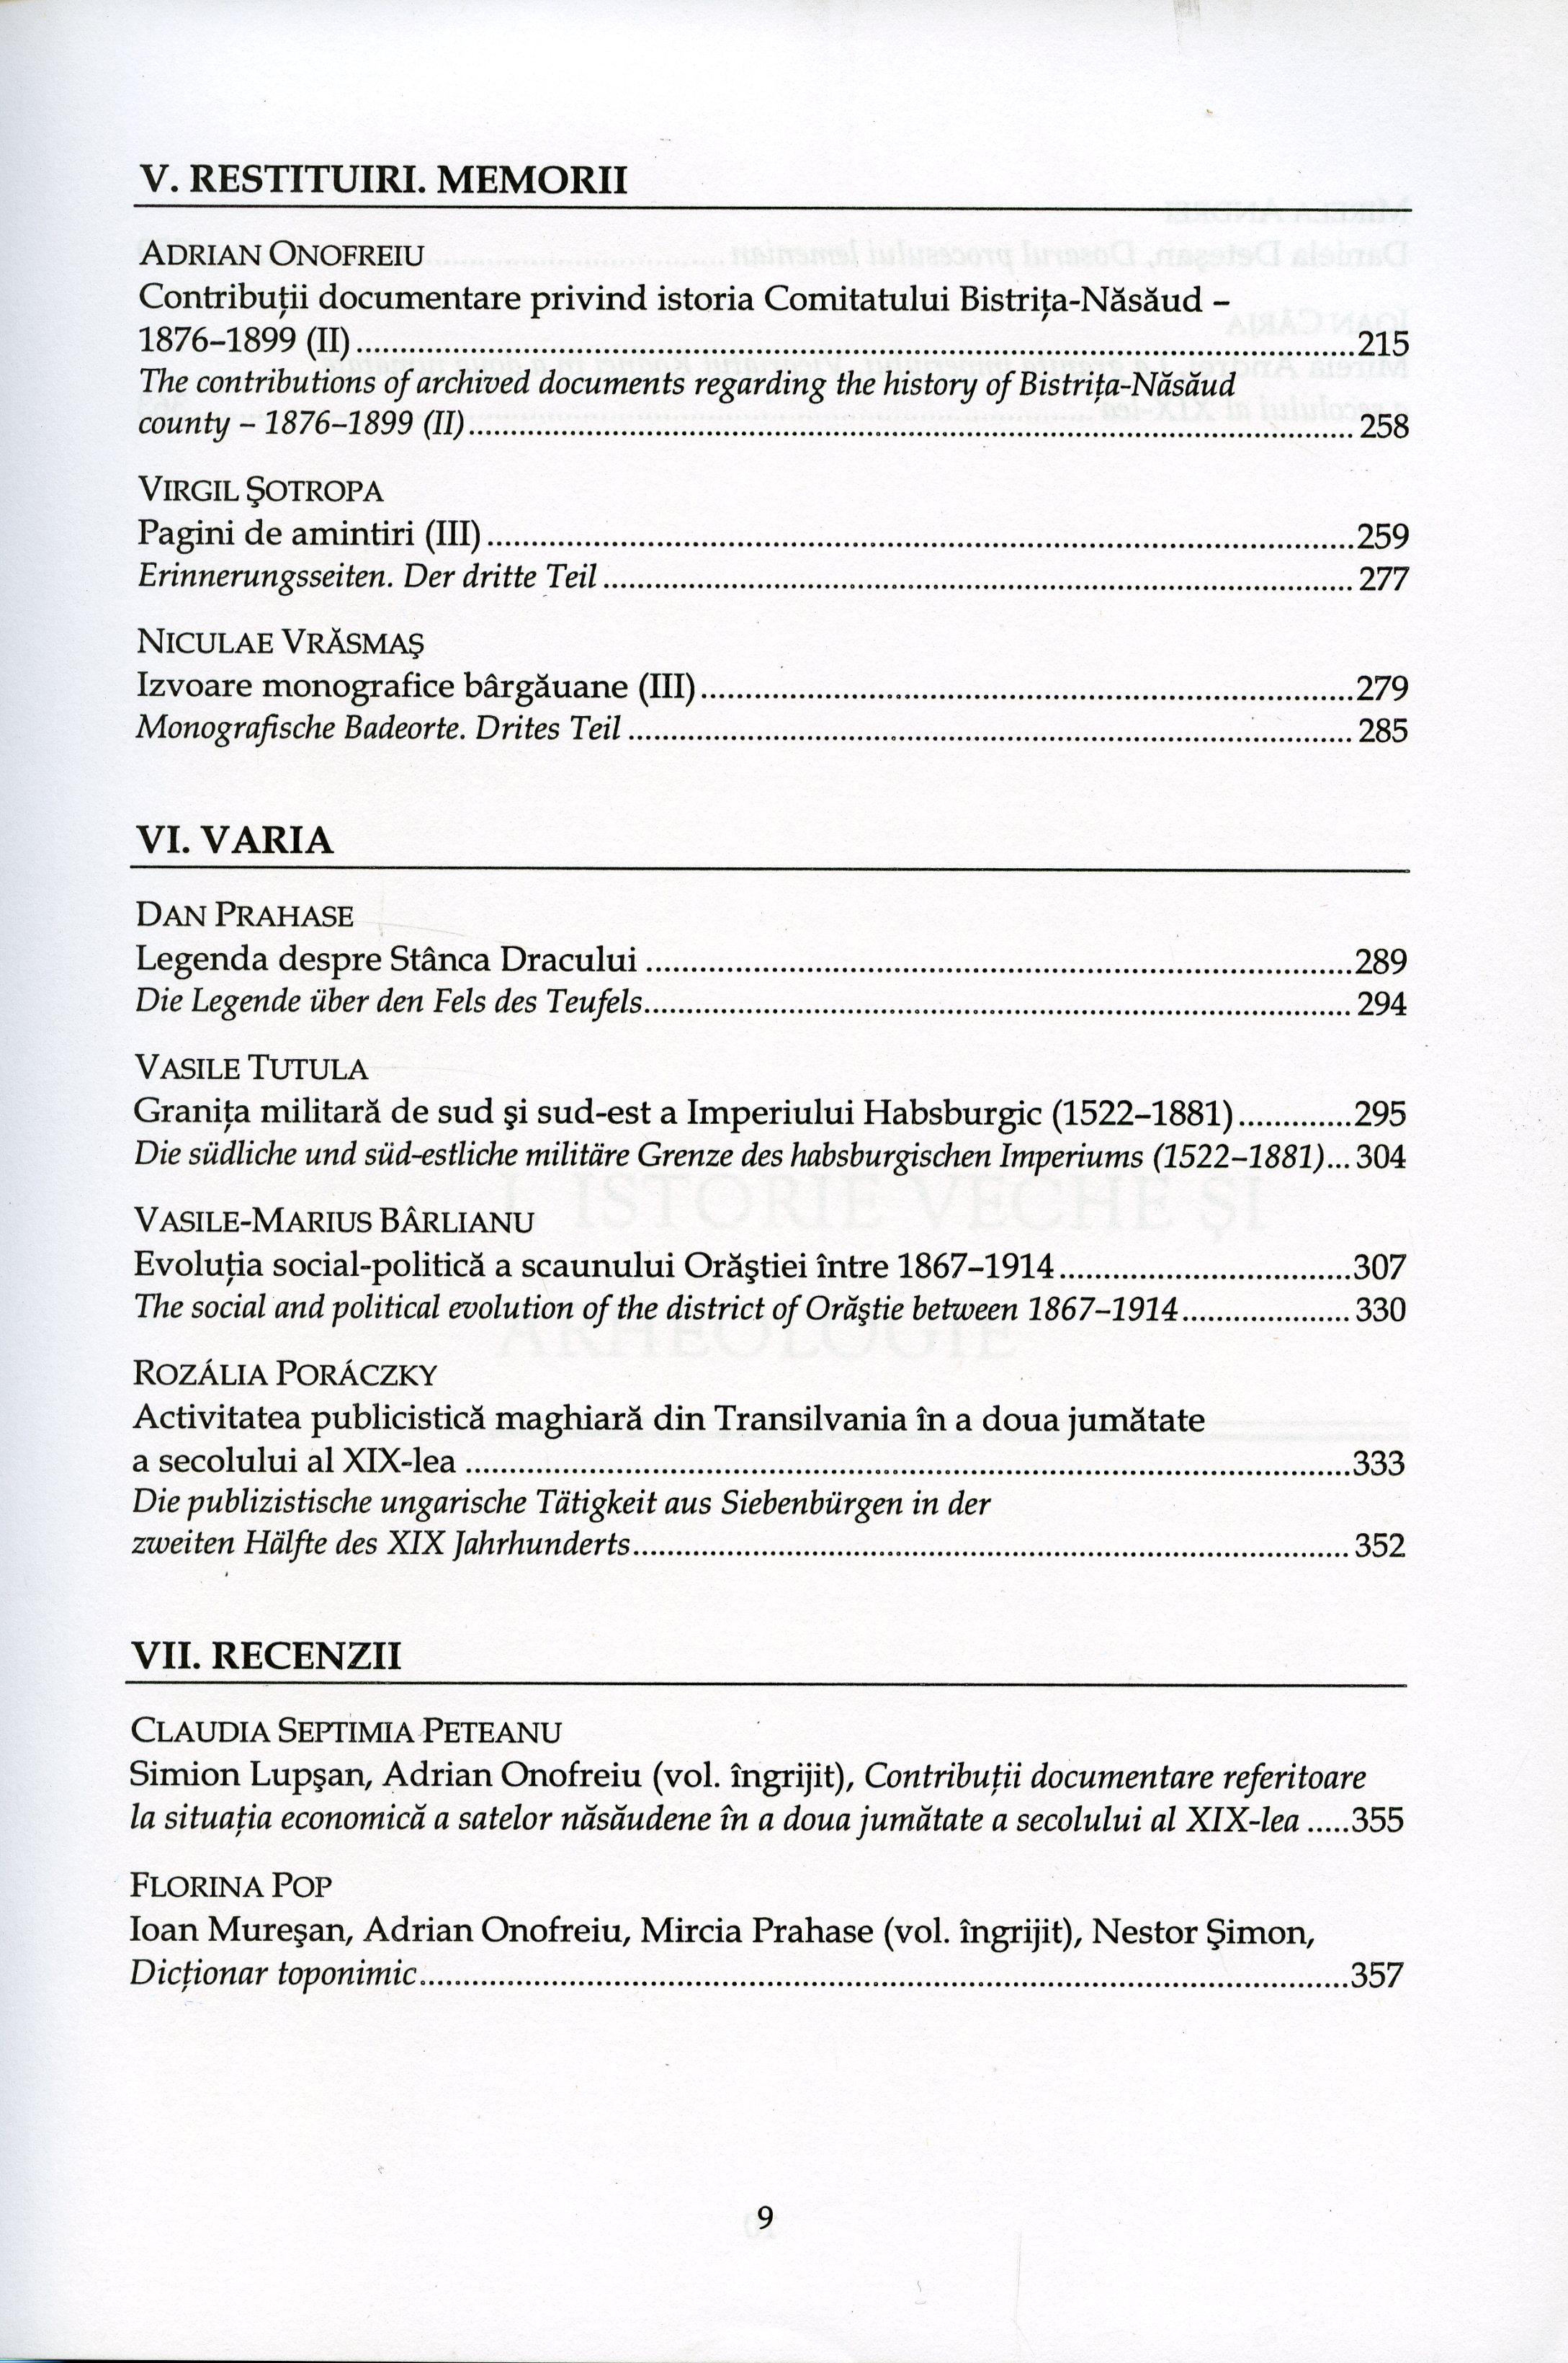 V. RESTITUIRI. MEMORII
ADRIAN ONOFREIU
Contribuţii documentare privind istoria Comitatului Bistriţa-Năsăud –
1876–1899 (II)........................215
The contributions of archived documents regarding the history of Bistriţa-Năsăud
county – 1876–1899 (II)........................258
VIRGIL ŞOTROPA
Pagini de amintiri (III)........................259
Erinnerungsseiten. Der dritte Teil........................277
NICULAE VRĂSMAŞ
Izvoare monografice bârgăuane (III)........................279
Monografische Badeorte. Drites Teil........................285
VI. VARIA
DAN PRAHASE
Legenda despre Stânca Dracului........................289
Die Legende über den Fels des Teufels........................294
VASILE TUTULA
Graniţa militară de sud şi sud-est a Imperiului Habsburgic (1522–1881).............295
Die südliche und süd-estliche militäre Grenze des habsburgischen Imperiums (1522–1881)...304
VASILE-MARIUS BÂRLIANU
Evoluţia social-politică a scaunului Orăştiei între 1867–1914........................307
The social and political evolution of the district of Orăştie between 1867–1914.....................330
ROZÁLIA PORÁCZKY
Activitatea publicistică maghiară din Transilvania în a doua jumătate
a secolului al XIX-lea........................333
Die publizistische ungarische Tätigkeit aus Siebenbürgen in der
zweiten Hälfte des XIX Jahrhunderts........................352
VII. RECENZII
CLAUDIA SEPTIMIA PETEANU
Simion Lupşan, Adrian Onofreiu (vol. îngrijit), Contribuţii documentare referitoare
la situaţia economică a satelor năsăudene în a doua jumătate a secolului al XIX-lea .....355
FLORINA POP
Ioan Mureşan, Adrian Onofreiu, Mircia Prahase (vol. îngrijit), Nestor Şimon,
Dicţionar toponimic........................357
9